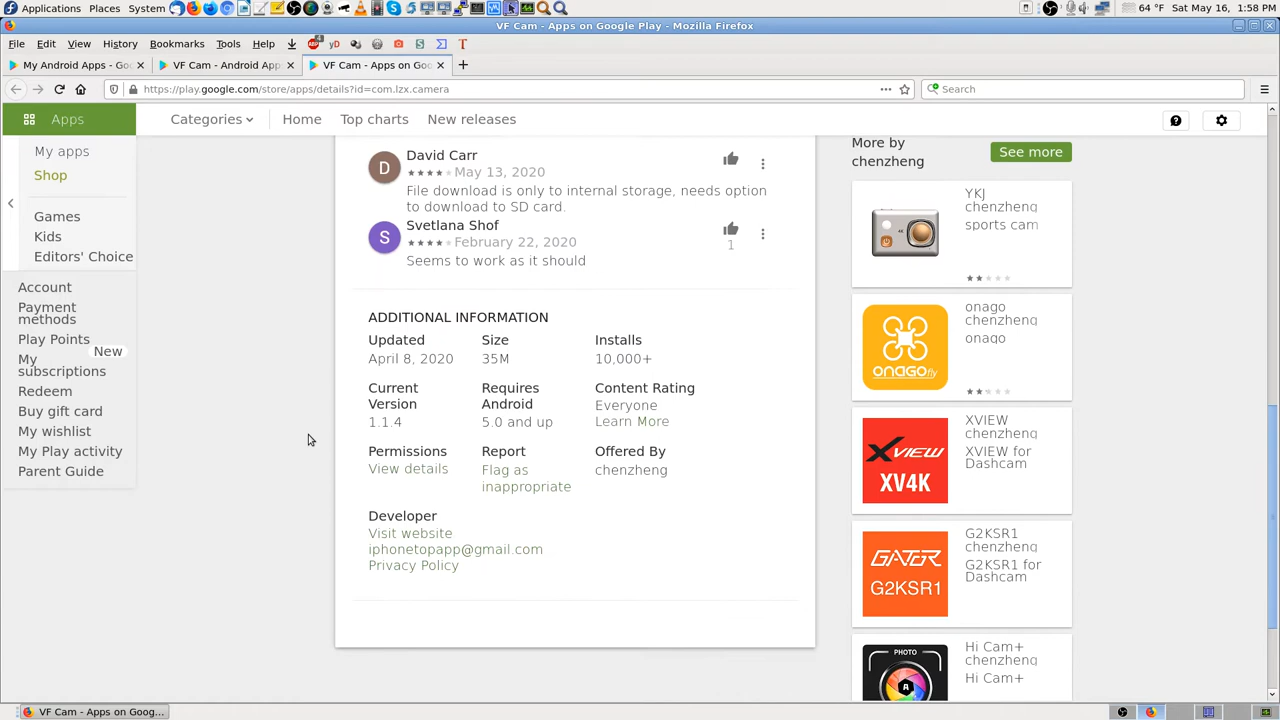 Applications Places System 64 °F Sat May 16, 1:58 PM
VF Cam - Apps on Google Play - Mozilla Firefox
File Edit View History Bookmarks Tools Help
My Android Apps - Goo
VF Cam - Android App
VF Cam - Apps on Goo
https://play.google.com/store/apps/details?id=com.lzx.camera
Search
Apps
Categories
Home
Top charts
New releases
My apps
Shop
Games
Kids
Editors' Choice
Account
Payment
methods
Play Points
New
My
subscriptions
Redeem
Buy gift card
My wishlist
My Play activity
Parent Guide
David Carr
May 13, 2020
File download is only to internal storage, needs option
to download to SD card.
Svetlana Shof
February 22, 2020
1
Seems to work as it should
ADDITIONAL INFORMATION
Updated
April 8, 2020
Size
35M
Installs
10,000+
Current
Version
1.1.4
Requires
Android
5.0 and up
Content Rating
Everyone
Learn More
Permissions
View details
Report
Flag as
inappropriate
Offered By
chenzheng
Developer
Visit website
iphonetopapp@gmail.com
Privacy Policy
More by
chenzheng
See more
YKJ
chenzheng
sports cam
ONAGOfly
onago
chenzheng
onago
XVIEW
XV4K
XVIEW
chenzheng
XVIEW for
Dashcam
GATOR
G2KSR1
G2KSR1
chenzheng
G2KSR1 for
Dashcam
PHOTO
A
Hi Cam+
chenzheng
Hi Cam+
VF Cam - Apps on Goog...